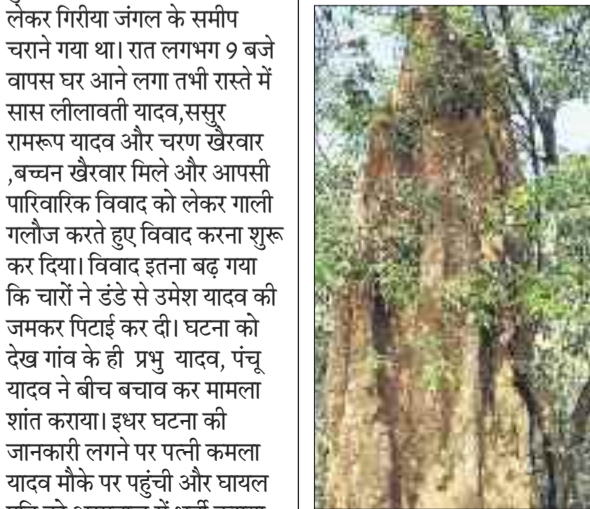 लेकर गिरीया जंगल के समीप
चराने गया था। रात लगभग 9 बजे
वापस घर आने लगा तभी रास्ते में
सास लीलावती यादव,ससुर
रामरूप यादव और चरण खैरवार
,बच्चन खैरवार मिले और आपसी
पारिवारिक विवाद को लेकर गाली
गलौज करते हुए विवाद करना शुरू
कर दिया। विवाद इतना बढ़ गया
कि चारों ने डंडे से उमेश यादव की
जमकर पिटाई कर दी। घटना को
देख गांव के ही प्रभु यादव, पंचू
यादव ने बीच बचाव कर मामला
शांत कराया। इधर घटना की
जानकारी लगने पर पत्नी कमला
यादव मौके पर पहुंची और घायल